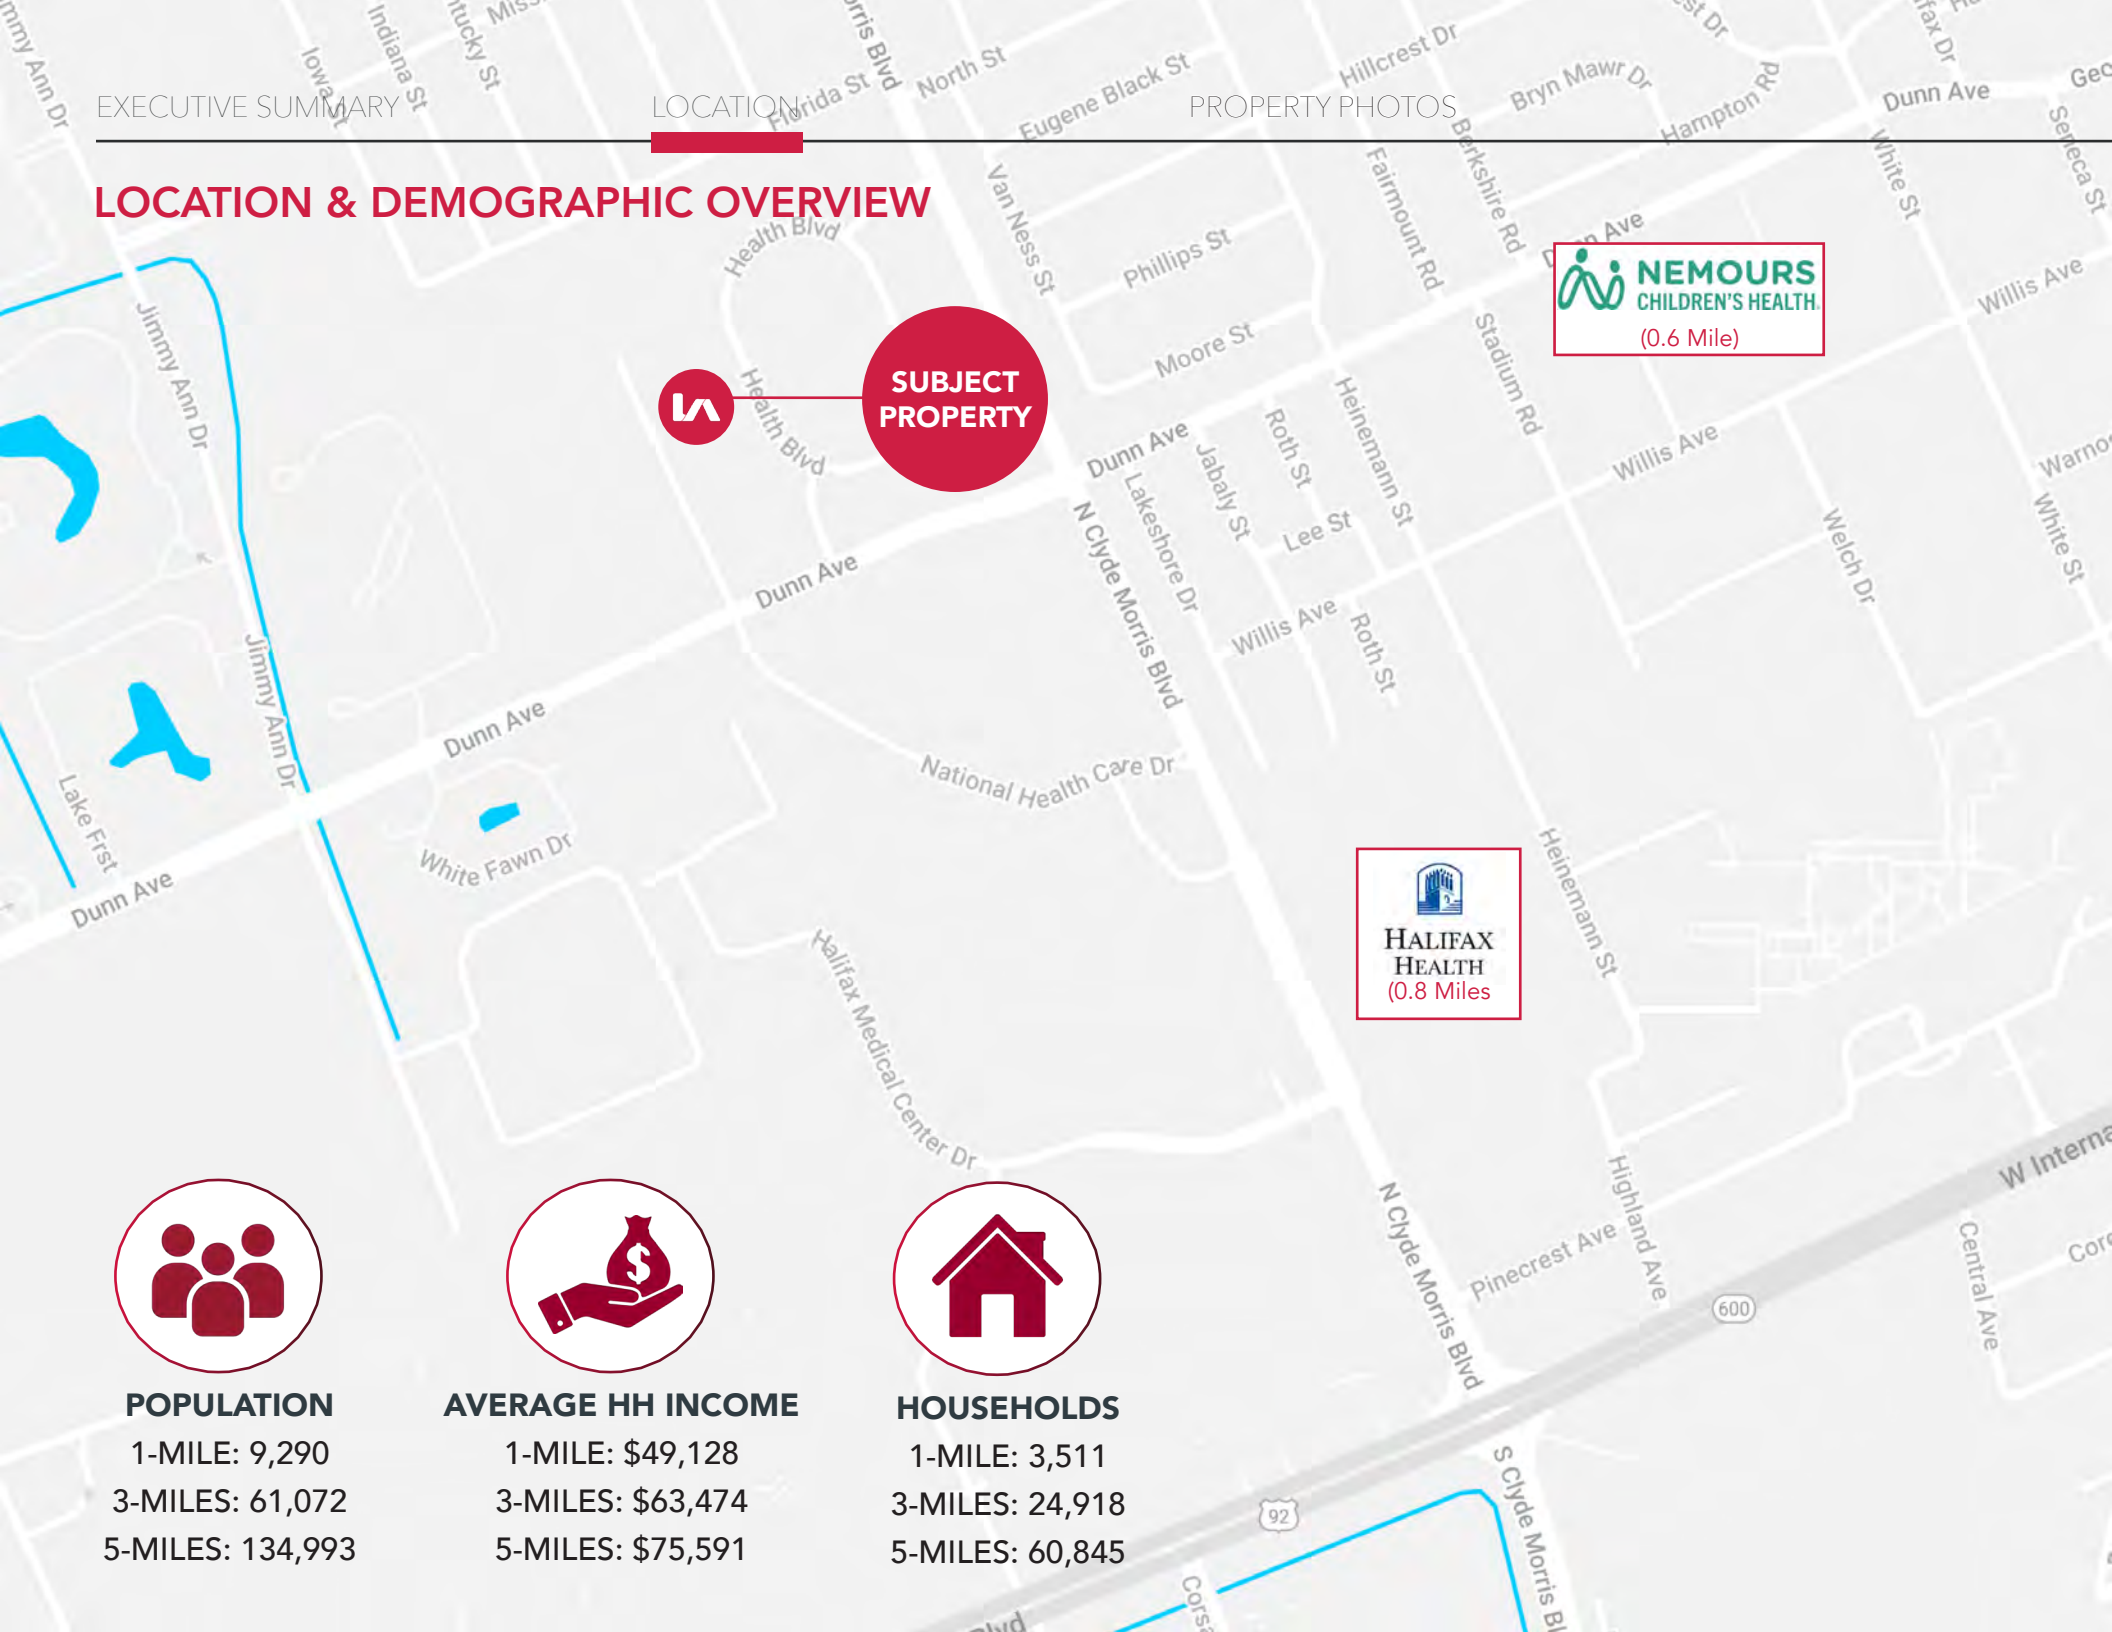 EXECUTIVE SUMMARY
LOCATION
PROPERTY PHOTOS
LOCATION & DEMOGRAPHIC OVERVIEW
Indiana St
Iowa St
North St
Eugene Black St
Hillcrest Dr
Bryn Mawr Dr
Hampton Rd
Dunn Ave
Florida St
Van Ness St
Fairmount Rd
Berkshire Rd
White St
Seneca St
Health Blvd
Phillips St
Willis Ave
NEMOURS
CHILDREN'S HEALTH
(0.6 Mile)
Jimmy Ann Dr
Moore St
Stadium Rd
SUBJECT
PROPERTY
LA
Health Blvd
Heinemann St
Dunn Ave
Roth St
Jabaly St
Lakeshore Dr
Lee St
Willis Ave
Welch Dr
White St
N Clyde Morris Blvd
Dunn Ave
Willis Ave
Roth St
Jimmy Ann Dr
Dunn Ave
National Health Care Dr
Lake Frst
White Fawn Dr
Dunn Ave
Heinemann St
HALIFAX
HEALTH
(0.8 Miles
Halifax Medical Center Dr
Highland Ave
N Clyde Morris Blvd
Pinecrest Ave
600
Central Ave
92
POPULATION
1-MILE: 9,290
3-MILES: 61,072
5-MILES: 134,993
AVERAGE HH INCOME
1-MILE: $49,128
3-MILES: $63,474
5-MILES: $75,591
HOUSEHOLDS
1-MILE: 3,511
3-MILES: 24,918
5-MILES: 60,845